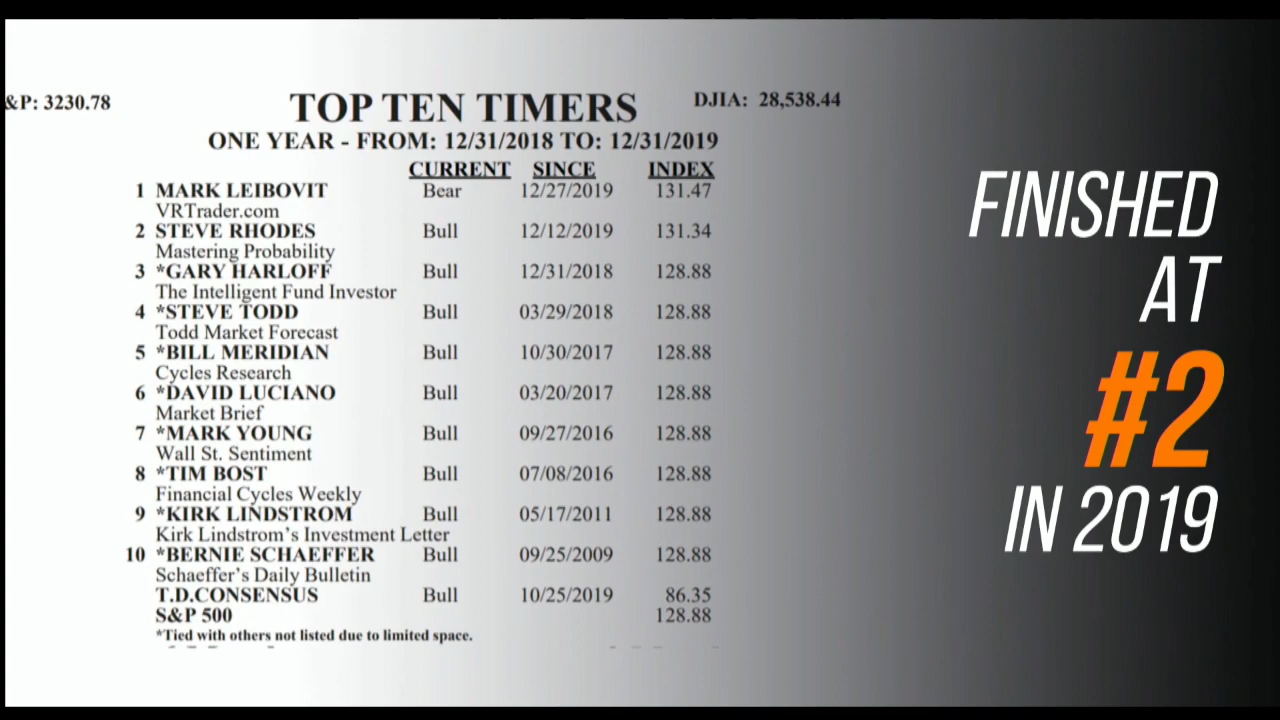 &P: 3230.78
TOP TEN TIMERS
DJIA: 28,538.44
ONE YEAR - FROM: 12/31/2018 TO: 12/31/2019
CURRENT SINCE INDEX
1 MARK LEIBOVIT Bear 12/27/2019 131.47
VRTrader.com
2 STEVE RHODES Bull 12/12/2019 131.34
Mastering Probability
3 *GARY HARLOFF Bull 12/31/2018 128.88
The Intelligent Fund Investor
4 *STEVE TODD Bull 03/29/2018 128.88
Todd Market Forecast
5 *BILL MERIDIAN Bull 10/30/2017 128.88
Cycles Research
6 *DAVID LUCIANO Bull 03/20/2017 128.88
Market Brief
7 *MARK YOUNG Bull 09/27/2016 128.88
Wall St. Sentiment
8 *TIM BOST Bull 07/08/2016 128.88
Financial Cycles Weekly
9 *KIRK LINDSTROM Bull 05/17/2011 128.88
Kirk Lindstrom's Investment Letter
10 *BERNIE SCHAEFFER Bull 09/25/2009 128.88
Schaeffer's Daily Bulletin
T.D.CONSENSUS Bull 10/25/2019 86.35
S&P 500 128.88
*Tied with others not listed due to limited space.
FINISHED
AT
#2
IN 2019